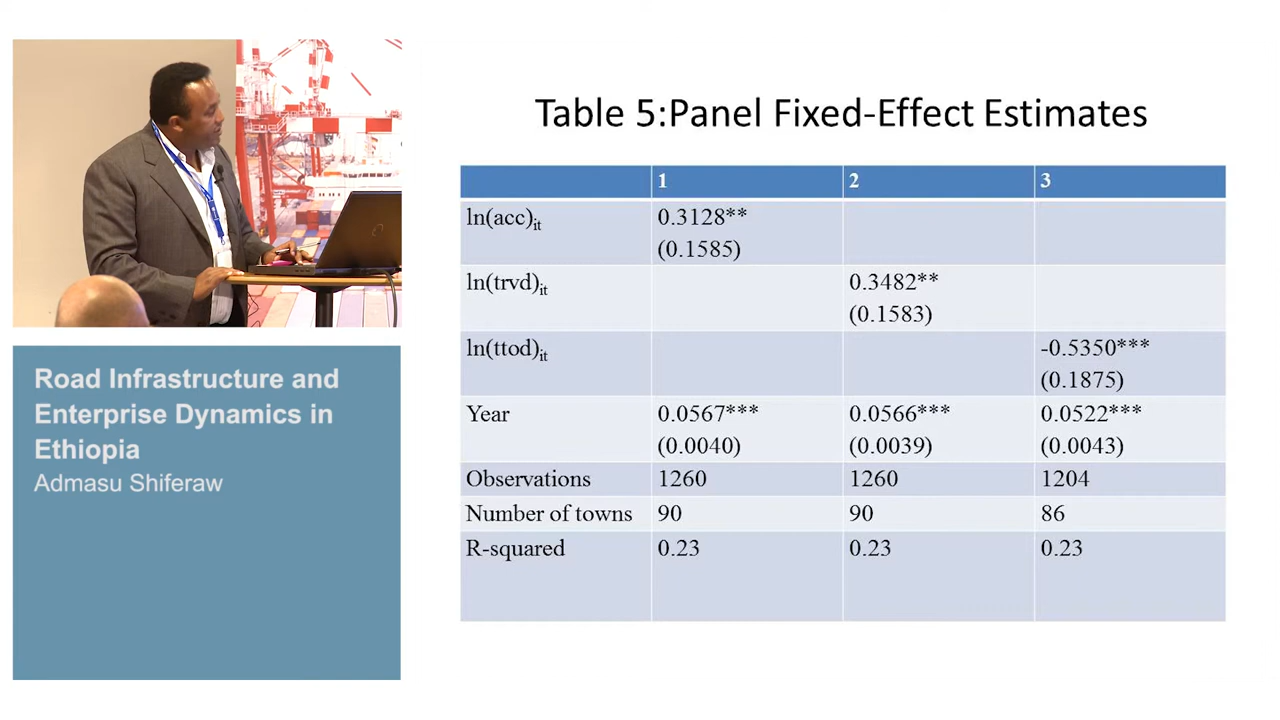 Table 5:Panel Fixed-Effect Estimates
1 2 3
ln(acc)it 0.3128**
(0.1585)
ln(trvd)it 0.3482**
(0.1583)
ln(ttod)it -0.5350***
(0.1875)
Year 0.0567*** 0.0566*** 0.0522***
(0.0040) (0.0039) (0.0043)
Observations 1260 1260 1204
Number of towns 90 90 86
R-squared 0.23 0.23 0.23
Road Infrastructure and
Enterprise Dynamics in
Ethiopia
Admasu Shiferaw